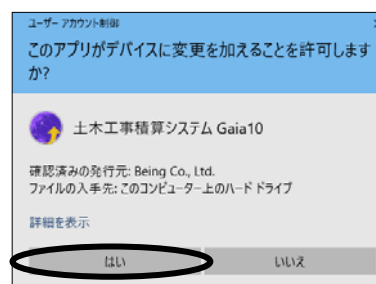 ユーザー アカウント制御
このアプリがデバイスに変更を加えることを許可します
か?
土木工事積算システム Gaia10
確認済みの発行元: Being Co., Ltd.
ファイルの入手先: このコンピューター上のハード ドライブ
詳細を表示
はい
いいえ